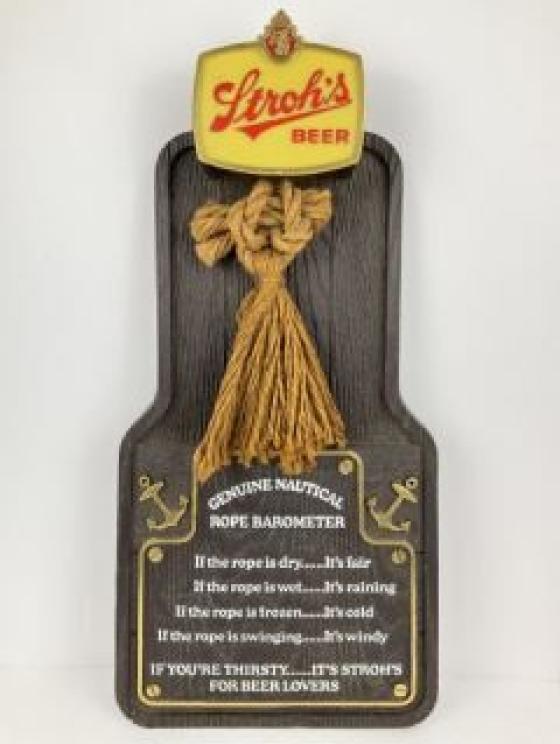 Stroh's
BEER
GENUINE NAUTICAL
ROPE BAROMETER
If the rope is dry......It's fair
If the rope is wet......It's raining
If the rope is frozen......It's cold
If the rope is swinging......It's windy
IF YOU'RE THIRSTY......IT'S STROH'S
FOR BEER LOVERS